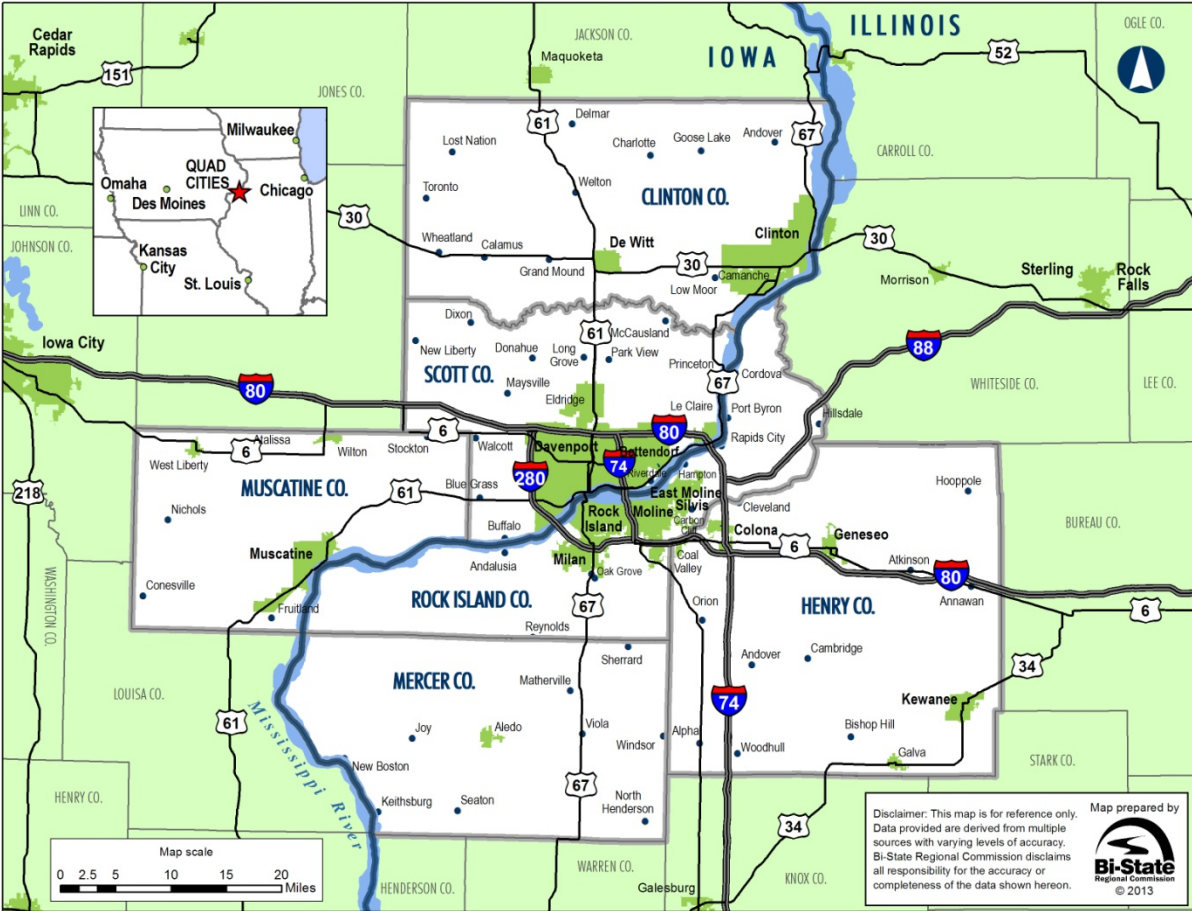 ILLINOIS
IOWA
OGLE CO.
Cedar
Rapids
JACKSON CO.
Maquoketa
52
151
JONES CO.
61
Delmar
67
Lost Nation
Charlotte
Goose Lake
Andover
CARROLL CO.
Milwaukee
QUAD
CITIES
Omaha
Des Moines
Chicago
Kansas
City
St. Louis
Toronto
Welton
CLINTON CO.
LINN CO.
30
JOHNSON CO.
Wheatland
Calamus
Grand Mound
De Witt
Clinton
30
30
Camanche
Low Moor
Morrison
Sterling
Rock
Falls
Dixon
61
McCausland
Iowa City
New Liberty
Donahue
Long
Grove
Park View
Princeton
Cordova
88
SCOTT CO.
Maysville
Eldridge
67
WHITESIDE CO.
LEE CO.
80
Le Claire
Port Byron
Hillsdale
6
80
Rapids City
Atalissa
6
Wilton
Stockton
Walcott
Davenport
Bettendorf
West Liberty
74
Riverdale
Hampton
280
MUSCATINE CO.
61
Blue Grass
East Moline
Silvis
Hooppole
218
Nichols
Cleveland
Rock
Island
Moline
Carbon
Cliff
Colona
BUREAU CO.
Buffalo
6
Geneseo
Muscatine
Andalusia
Milan
Coal
Valley
Atkinson
80
WASHINGTON CO.
Conesville
Oak Grove
Annawan
ROCK ISLAND CO.
67
Orion
HENRY CO.
6
Fruitland
Reynolds
Sherrard
Andover
Cambridge
34
LOUISA CO.
MERCER CO.
Matherville
74
Kewanee
61
Joy
Aledo
Viola
Windsor
Alpha
Bishop Hill
Woodhull
Galva
STARK CO.
Mississippi River
New Boston
67
HENRY CO.
Keithsburg
Seaton
North
Henderson
34
Map scale
0 2.5 5 10 15 20
Miles
HENDERSON CO.
WARREN CO.
Galesburg
KNOX CO.
Disclaimer: This map is for reference only.
Data provided are derived from multiple
sources with varying levels of accuracy.
Bi-State Regional Commission disclaims
all responsibility for the accuracy or
completeness of the data shown hereon.
Map prepared by
Bi-State
Regional Commission
© 2013